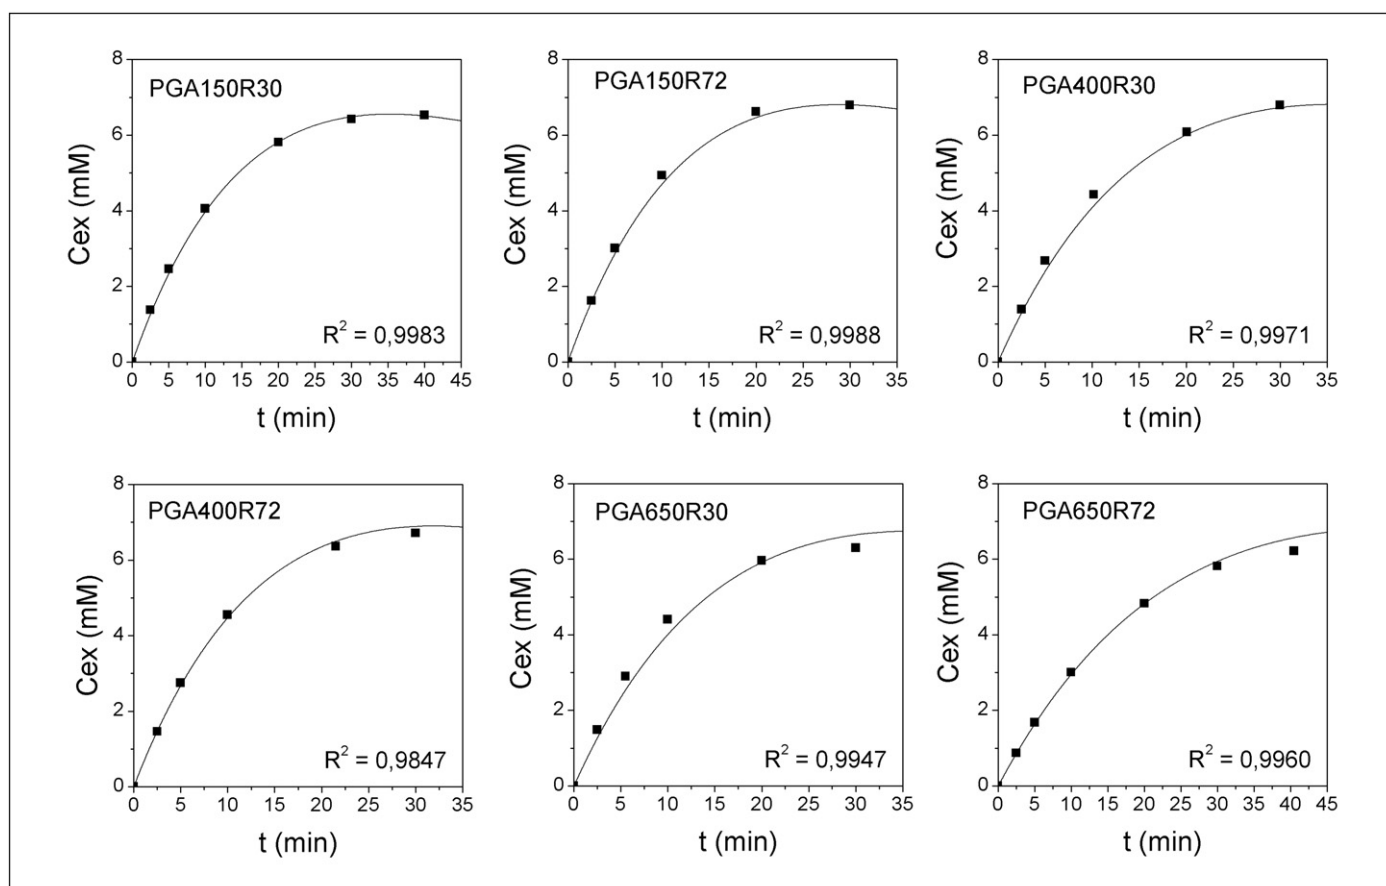 PGA150R30
Cex (mM)
8
6
4
2
0
R² = 0,9983
0 5 10 15 20 25 30 35 40 45
t (min)
PGA150R72
Cex (mM)
8
6
4
2
0
R² = 0,9988
0 5 10 15 20 25 30 35
t (min)
PGA400R30
Cex (mM)
8
6
4
2
0
R² = 0,9971
0 5 10 15 20 25 30 35
t (min)
PGA400R72
Cex (mM)
8
6
4
2
0
R² = 0,9847
0 5 10 15 20 25 30 35
t (min)
PGA650R30
Cex (mM)
8
6
4
2
0
R² = 0,9947
0 5 10 15 20 25 30 35
t (min)
PGA650R72
Cex (mM)
8
6
4
2
0
R² = 0,9960
0 5 10 15 20 25 30 35 40 45
t (min)